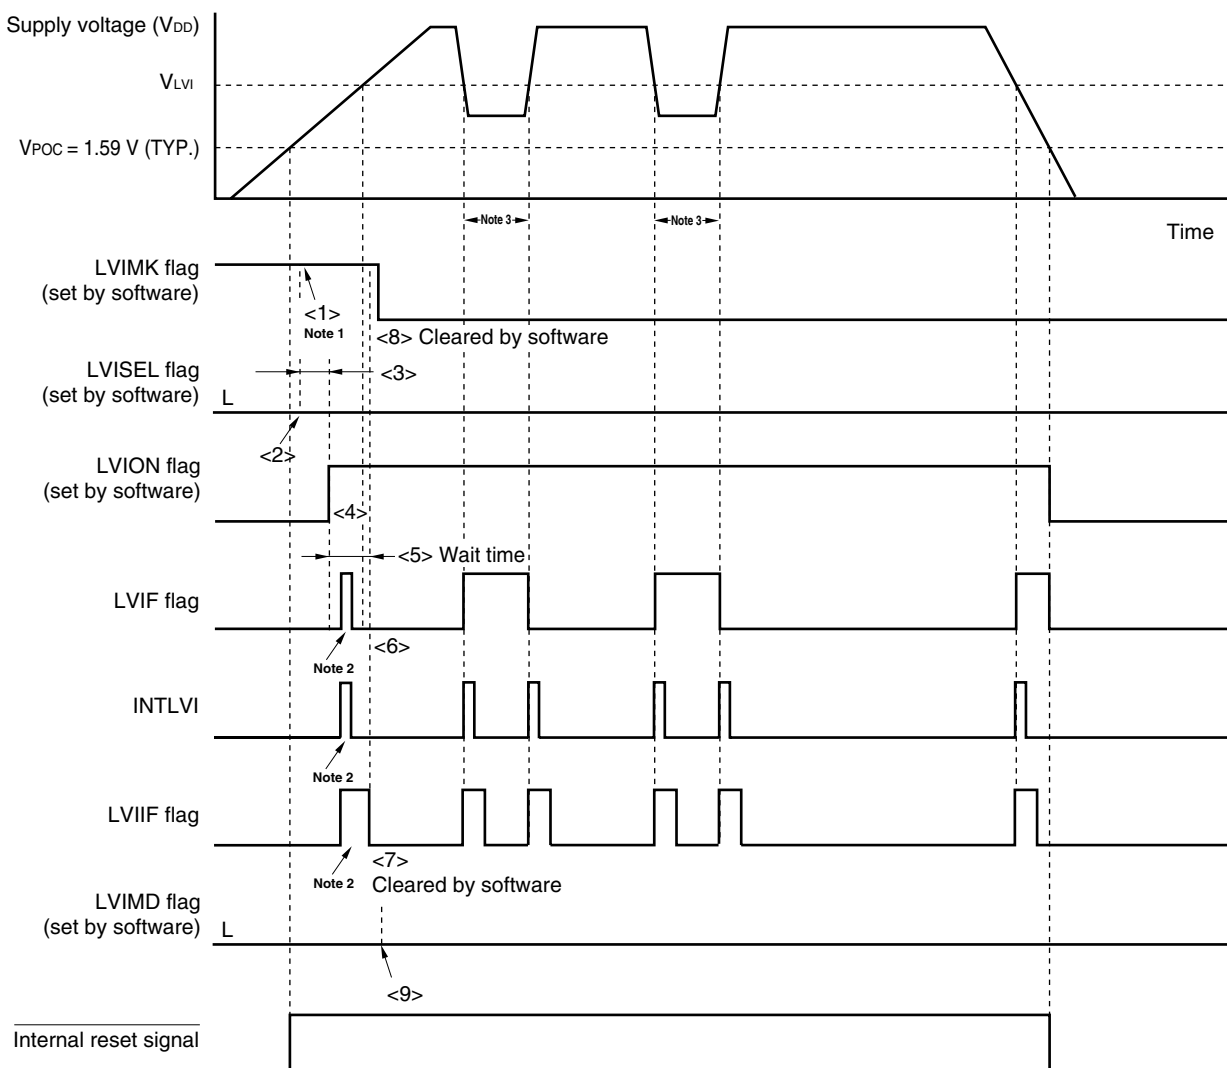 Supply voltage (VDD)
VLVI
VPOC = 1.59 V (TYP.)
Note 3
Note 3
Time
LVIMK flag
(set by software)
<1>
Note 1
<8> Cleared by software
LVISEL flag
(set by software)
L
<3>
<2>
LVION flag
(set by software)
<4>
<5> Wait time
LVIF flag
Note 2
<6>
INTLVI
Note 2
LVIIF flag
Note 2
<7>
Cleared by software
LVIMD flag
(set by software)
L
<9>
Internal reset signal